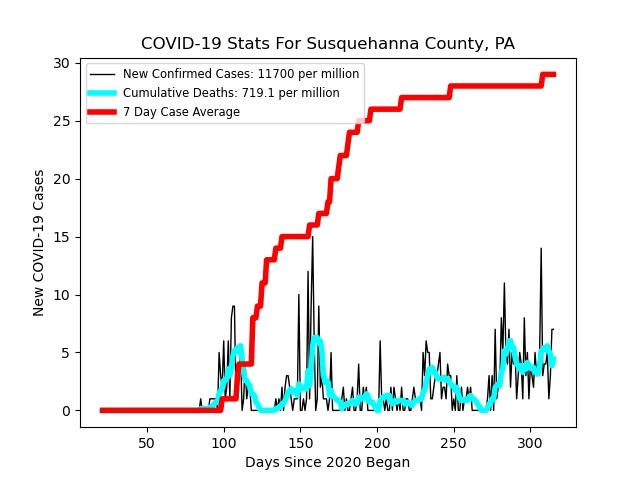 COVID-19 Stats For Susquehanna County, PA
New Confirmed Cases: 11700 per million
Cumulative Deaths: 719.1 per million
7 Day Case Average
30
25
20
15
10
5
0
New COVID-19 Cases
50 100 150 200 250 300
Days Since 2020 Began